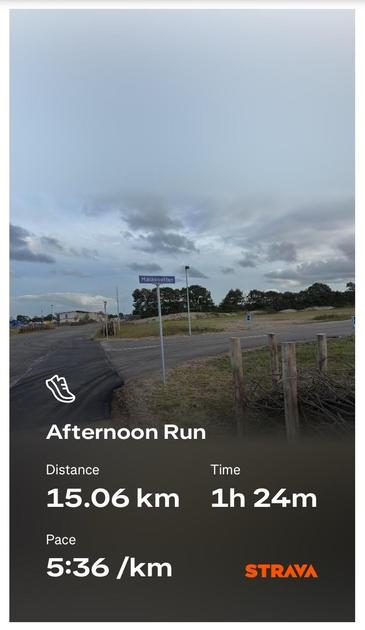 Afternoon Run
Distance Time
15.06 km 1h 24m
Pace
5:36 /km
STRAVA